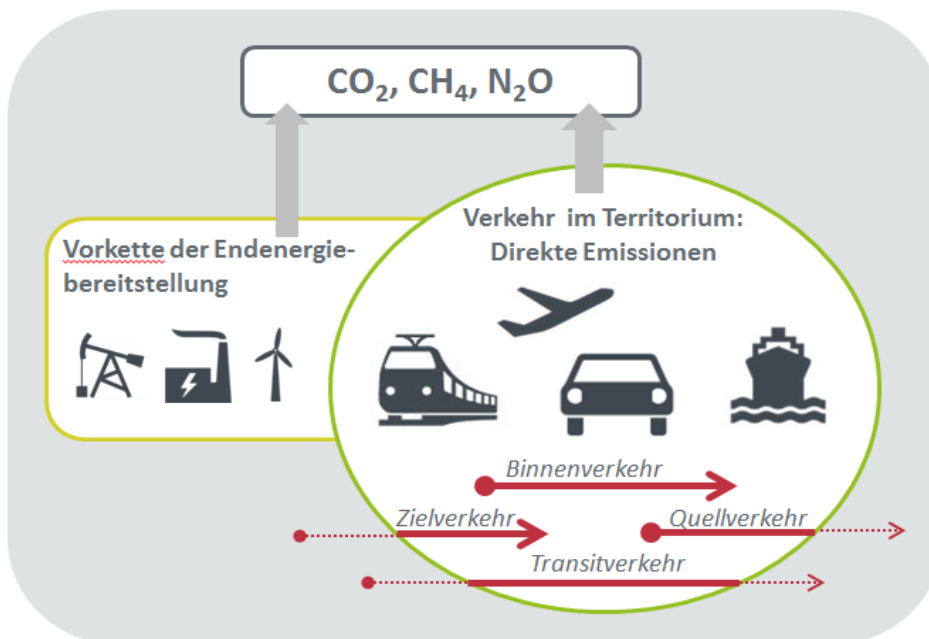 CO₂, CH₄, N₂O
Verkehr im Territorium:
Direkte Emissionen
Vorkette der Endenergie-
bereitstellung
Binnenverkehr
Zielverkehr
Quellverkehr
Transitverkehr